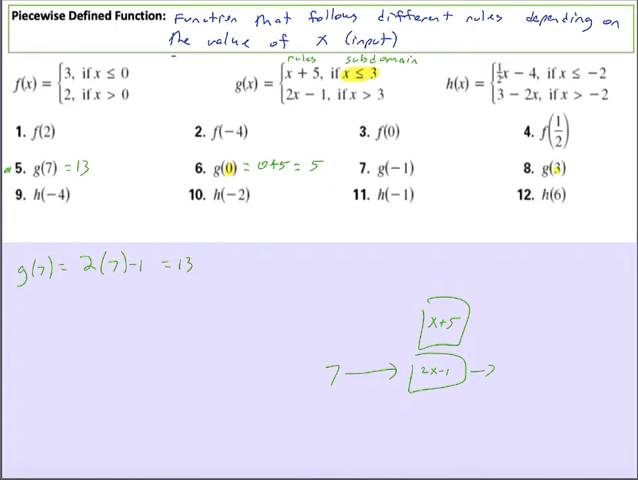 Piecewise Defined Function: Function that follows different rules depending on
the value of x (input)
rules subdomain
f(x) = { 3, if x ≤ 0
2, if x > 0
g(x) = { x + 5, if x ≤ 3
2x − 1, if x > 3
h(x) = { 1/2 x − 4, if x ≤ −2
3 − 2x, if x > −2
1. f(2) 2. f(−4) 3. f(0) 4. f(1/2)
5. g(7) = 13 6. g(0) = 0+5 = 5 7. g(−1) 8. g(3)
9. h(−4) 10. h(−2) 11. h(−1) 12. h(6)
g(7) = 2(7)-1 = 13
x+5
7 → 2x-1 →